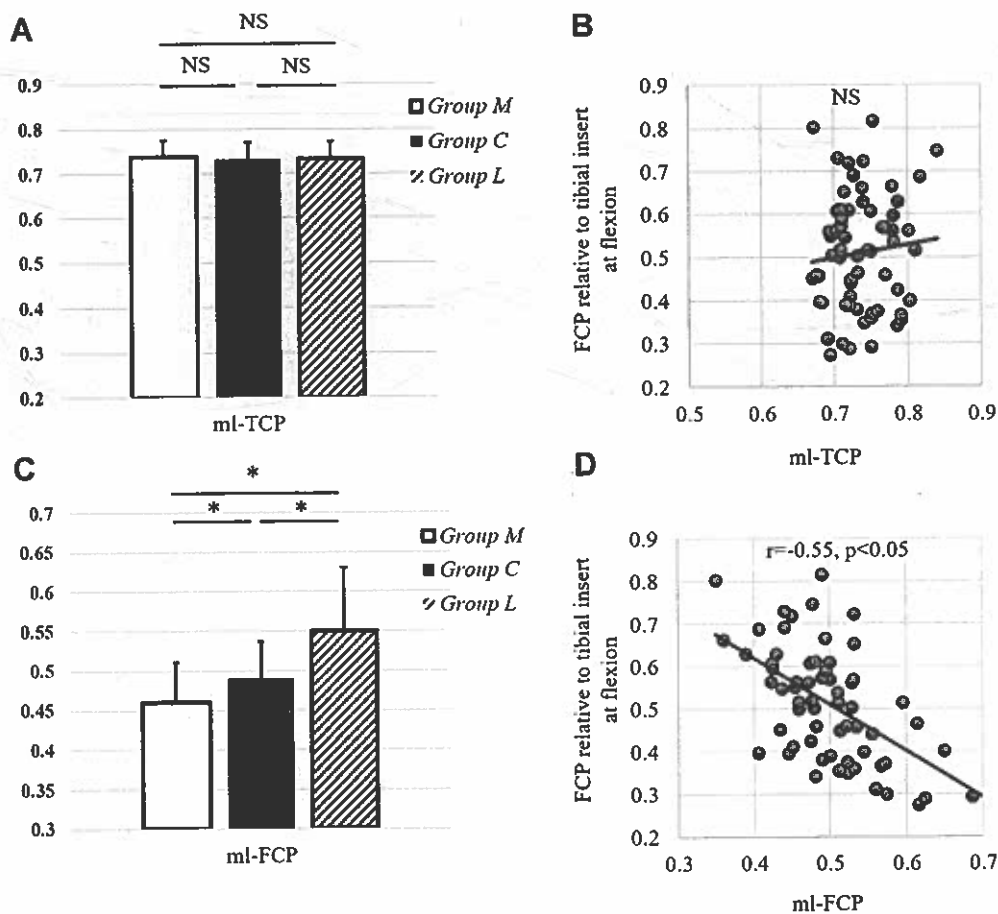 A
NS
NS
NS
0.9
0.8
0.7
0.6
0.5
0.4
0.3
0.2
Group M
Group C
Group L
ml-TCP
B
NS
FCP relative to tibial insert
at flexion
0.9
0.8
0.7
0.6
0.5
0.4
0.3
0.2
0.5
0.6
0.7
0.8
0.9
ml-TCP
C
*
*
*
0.7
0.65
0.6
0.55
0.5
0.45
0.4
0.35
0.3
Group M
Group C
Group L
ml-FCP
D
r=-0.55, p<0.05
FCP relative to tibial insert
at flexion
0.9
0.8
0.7
0.6
0.5
0.4
0.3
0.2
0.3
0.4
0.5
0.6
0.7
ml-FCP